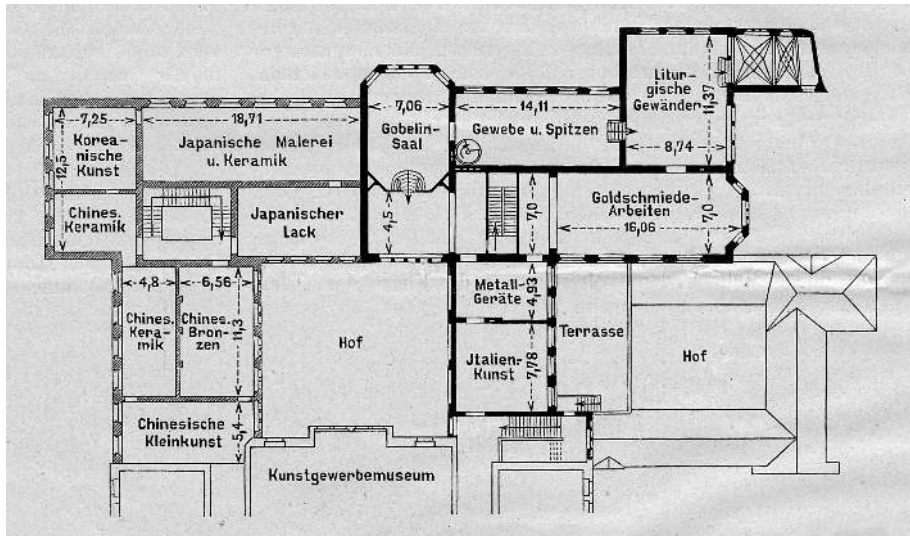 7,25
Korea-
nische
Kunst
12,5
18,71
Japanische Malerei
u. Keramik
7,06
Gobelin-
Saal
14,11
Gewebe u. Spitzen
Litur-
gische
Gewänder
11,37
8,74
Chines.
Keramik
Japanischer
Lack
4,5
7,0
Goldschmiede-
Arbeiten
16,06
7,0
4,8
6,56
Chines.
Kera-
mik
Chines.
Bron-
zen
11,3
Hof
Metall-
Geräte
4,93
Terrasse
Hof
Jtalien-
Kunst
7,78
Chinesische
Kleinkunst
5,4
Kunstgewerbemuseum